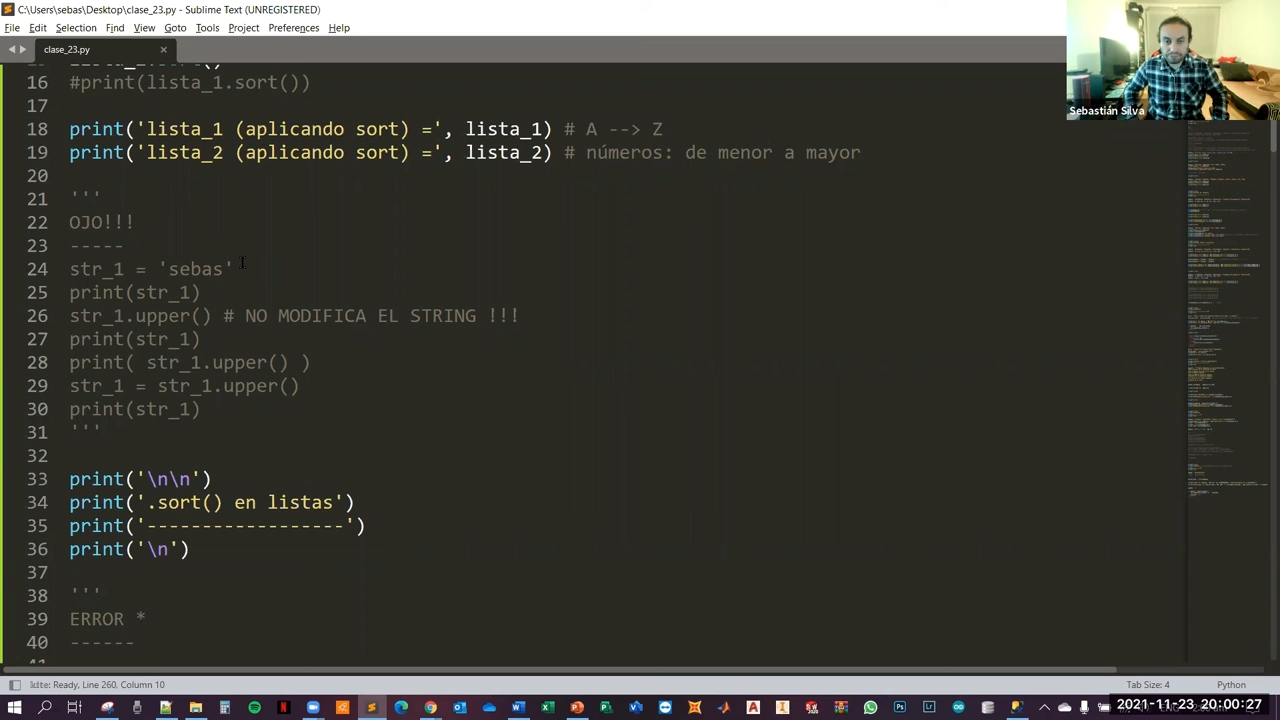 C:\Users\sebas\Desktop\clase_23.py - Sublime Text (UNREGISTERED)
File Edit Selection Find View Goto Tools Project Preferences Help
clase_23.py
Sebastián Silva
16 #print(lista_1.sort())
17
18 print('lista_1 (aplicando sort) =', lista_1) # A --> Z
19 print('lista_2 (aplicando sort) =', lista_2) # numeros de menor a mayor
20
21 '''
22 OJO!!!
23 -----
24 str_1 = 'sebas'
25 print(str_1)
26 str_1.upper() # NO MODIFICA EL STRING !!!
27 print(str_1)
28 print( str_1.upper() )
29 str_1 = str_1.upper()
30 print(str_1)
31 '''
32
33 print('\n\n')
34 print('.sort() en listas')
35 print('------------------')
36 print('\n')
37
38 '''
39 ERROR *
40 ------
Ready, Line 260, Column 10 Tab Size: 4 Python
2021-11-23 20:00:27